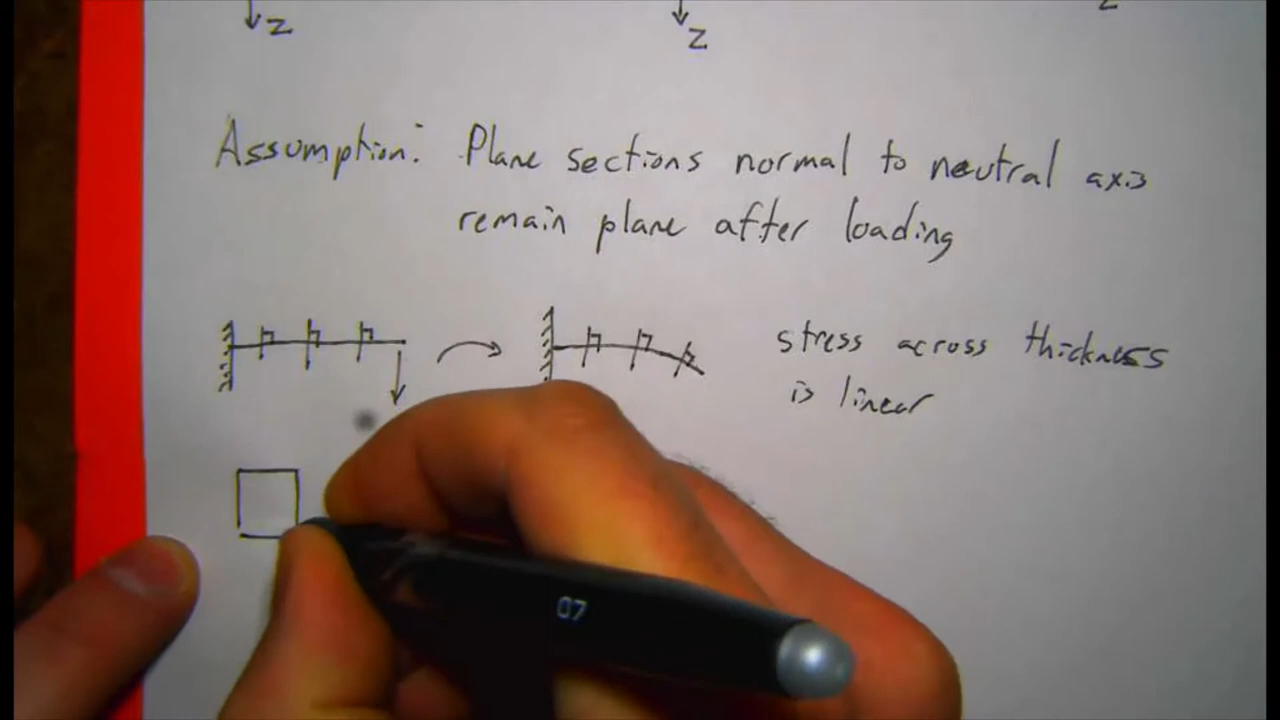 z
z
z
Assumption: Plane sections normal to neutral axis
remain plane after loading
stress across thickness
is linear
07